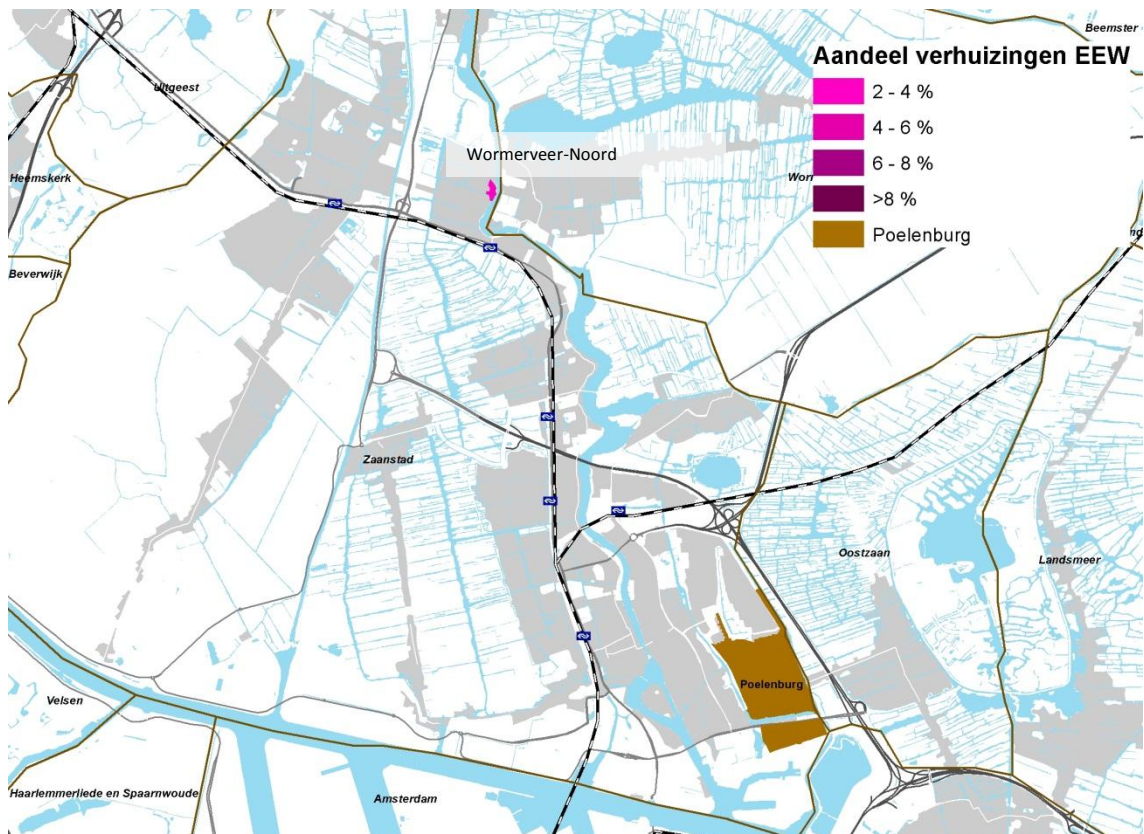 Beemster
Aandeel verhuizingen EEW
2 - 4 %
4 - 6 %
6 - 8 %
>8 %
Poelenburg
Uitgeest
Wormerveer-Noord
Heemskerk
Beverwijk
Zaanstad
Oostzaan
Landsmeer
Poelenburg
Velsen
Haarlemmerliede en Spaarnwoude
Amsterdam